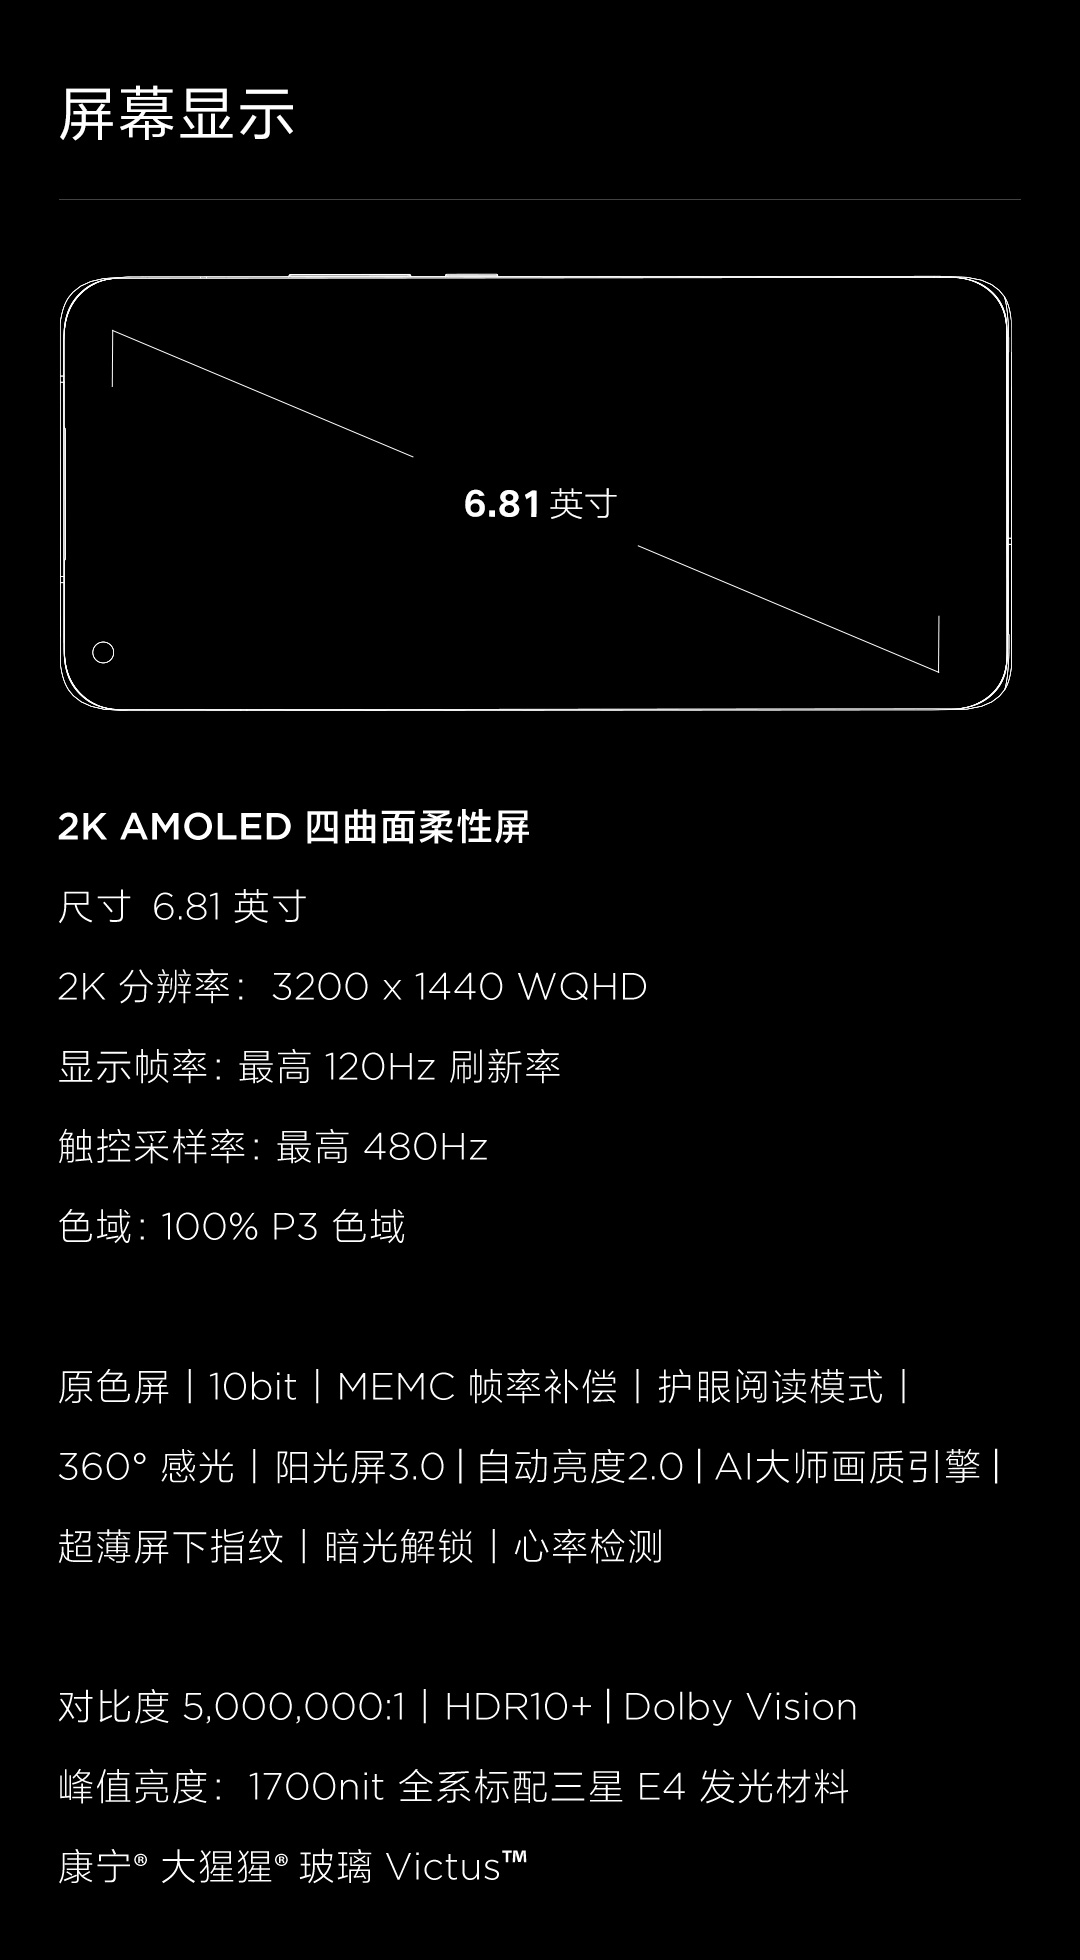 屏幕显示
6.81 英寸
2K AMOLED 四曲面柔性屏
尺寸 6.81 英寸
2K 分辨率： 3200 x 1440 WQHD
显示帧率：最高 120Hz 刷新率
触控采样率：最高 480Hz
色域：100% P3 色域
原色屏｜10bit｜MEMC 帧率补偿｜护眼阅读模式｜
360° 感光｜阳光屏3.0 | 自动亮度2.0 | AI大师画质引擎 |
超薄屏下指纹｜暗光解锁｜心率检测
对比度 5,000,000:1｜HDR10+ | Dolby Vision
峰值亮度： 1700nit 全系标配三星 E4 发光材料
康宁® 大猩猩® 玻璃 Victus™